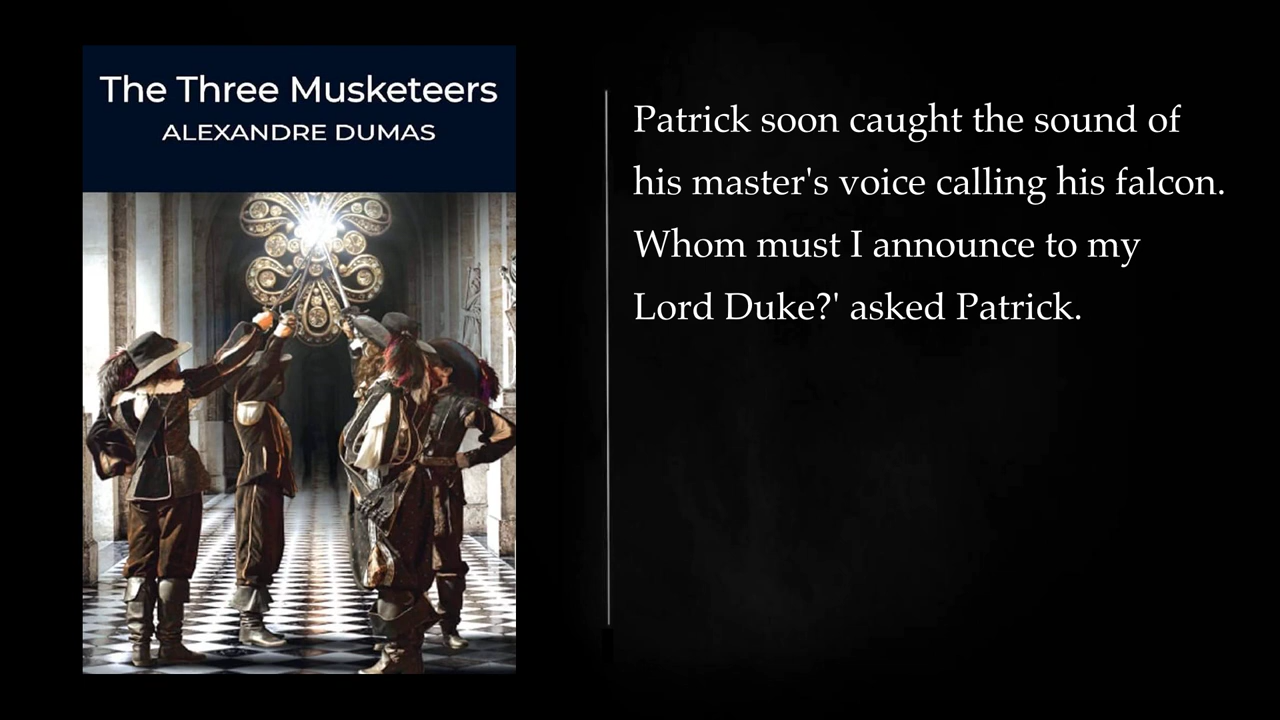 The Three Musketeers
ALEXANDRE DUMAS
Patrick soon caught the sound of
his master's voice calling his falcon.
Whom must I announce to my
Lord Duke?' asked Patrick.